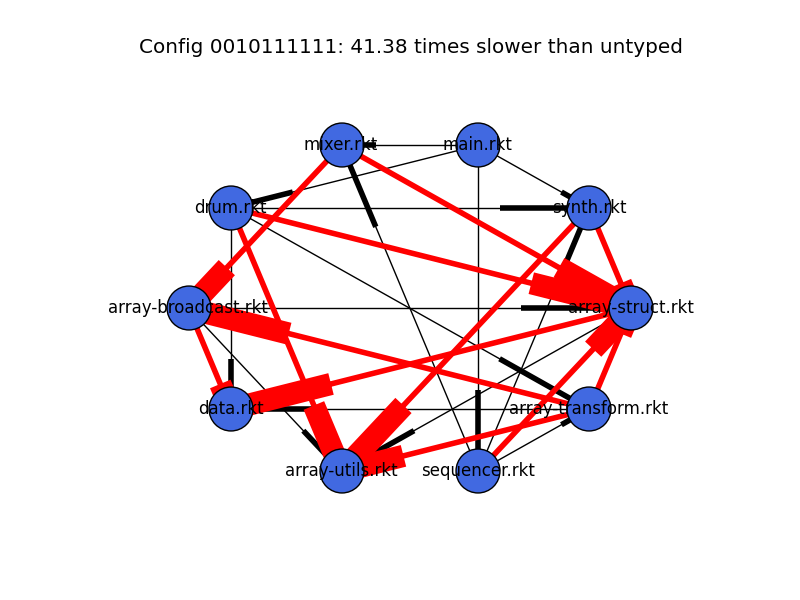 Config 0010111111: 41.38 times slower than untyped
mixer.rkt
main.rkt
drum.rkt
synth.rkt
array-broadcast.rkt
array-struct.rkt
data.rkt
array-transform.rkt
array-utils.rkt
sequencer.rkt